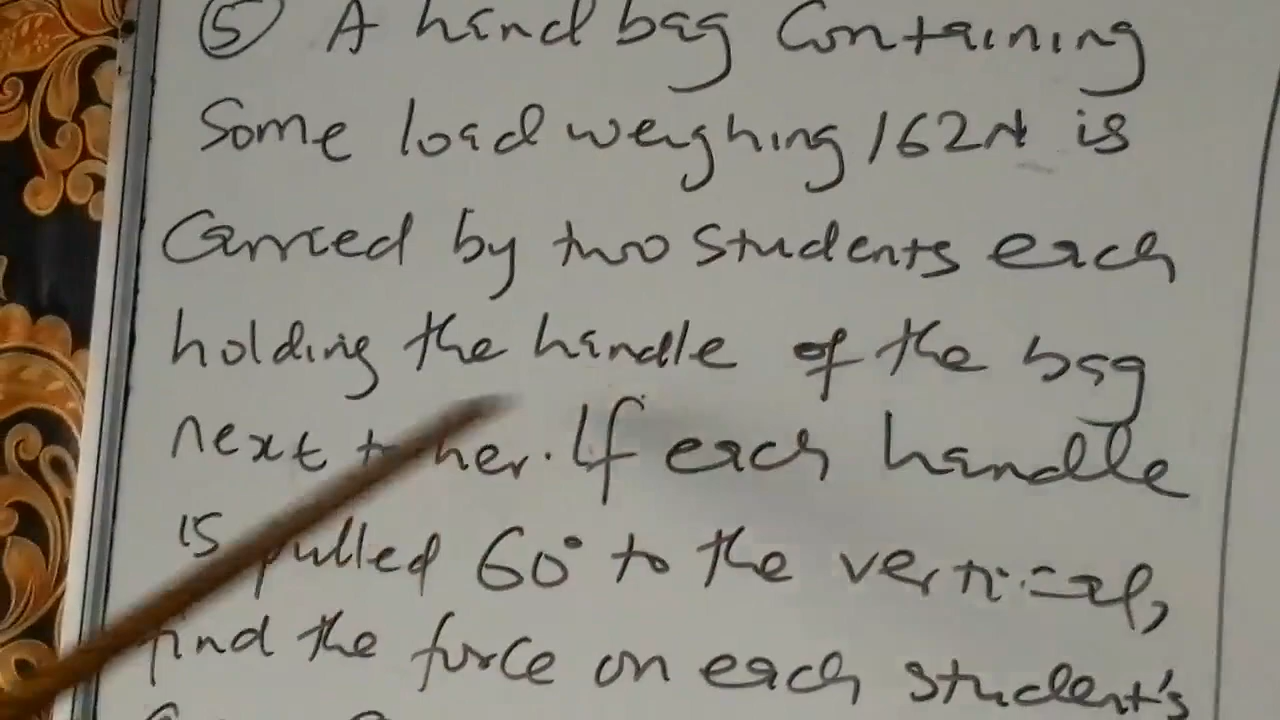 ⑤ A hand bag Containing
Some load weighing 162N is
Carried by two students each
holding the handle of the bag
next her. If each handle
is pulled 60° to the vertical,
find the force on each student's